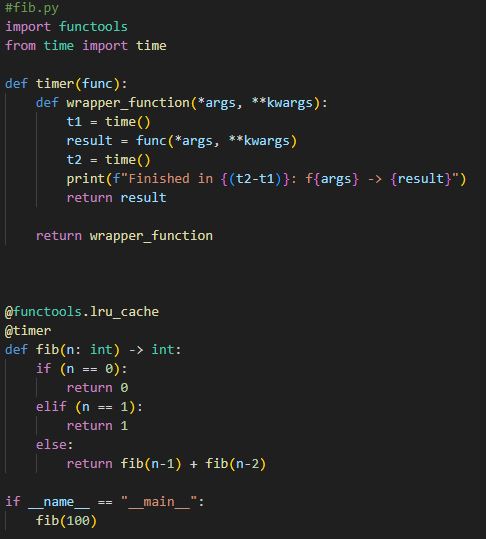 #fib.py
import functools
from time import time
def timer(func):
    def wrapper_function(*args, **kwargs):
        t1 = time()
        result = func(*args, **kwargs)
        t2 = time()
        print(f"Finished in {(t2-t1)}: f{args} -> {result}")
        return result
    return wrapper_function
@functools.lru_cache
@timer
def fib(n: int) -> int:
    if (n == 0):
        return 0
    elif (n == 1):
        return 1
    else:
        return fib(n-1) + fib(n-2)
if __name__ == "__main__":
    fib(100)